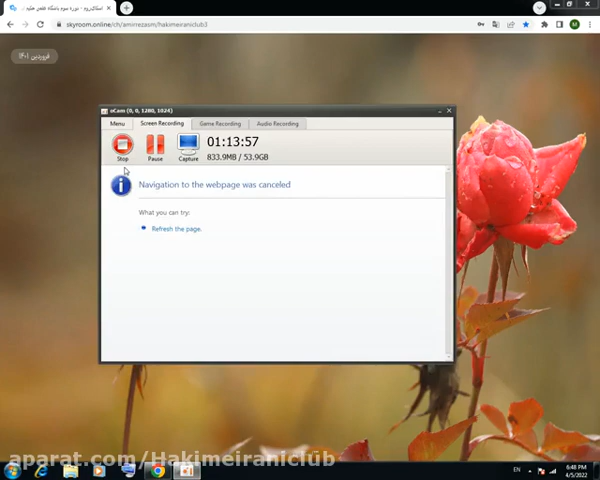 skyroom.online/ch/amirrezasm/hakimeiraniclub3
فروردین ۱۴۰۱
oCam (0, 0, 1280, 1024)
Menu
Screen Recording
Game Recording
Audio Recording
Stop
Pause
Capture
01:13:57
833.9MB / 53.9GB
Navigation to the webpage was canceled
What you can try:
Refresh the page.
aparat.com/Hakimeiraniclub
EN
6:48 PM
4/5/2022